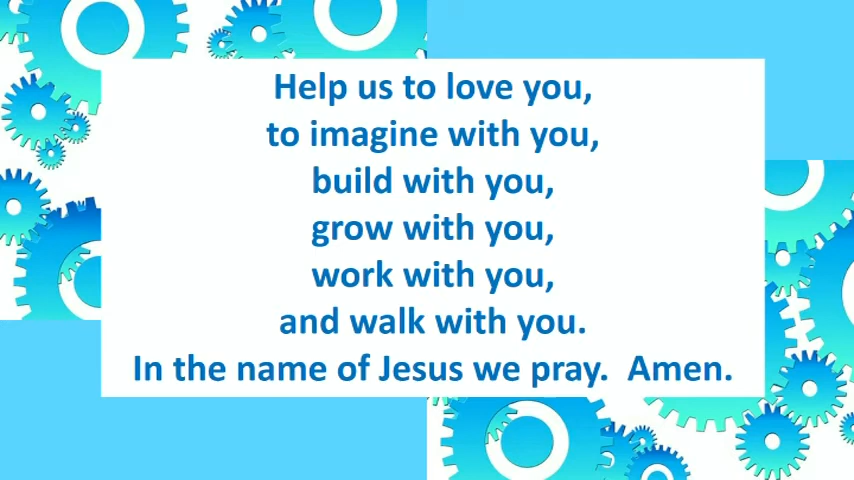 Help us to love you,
to imagine with you,
build with you,
grow with you,
work with you,
and walk with you.
In the name of Jesus we pray.  Amen.